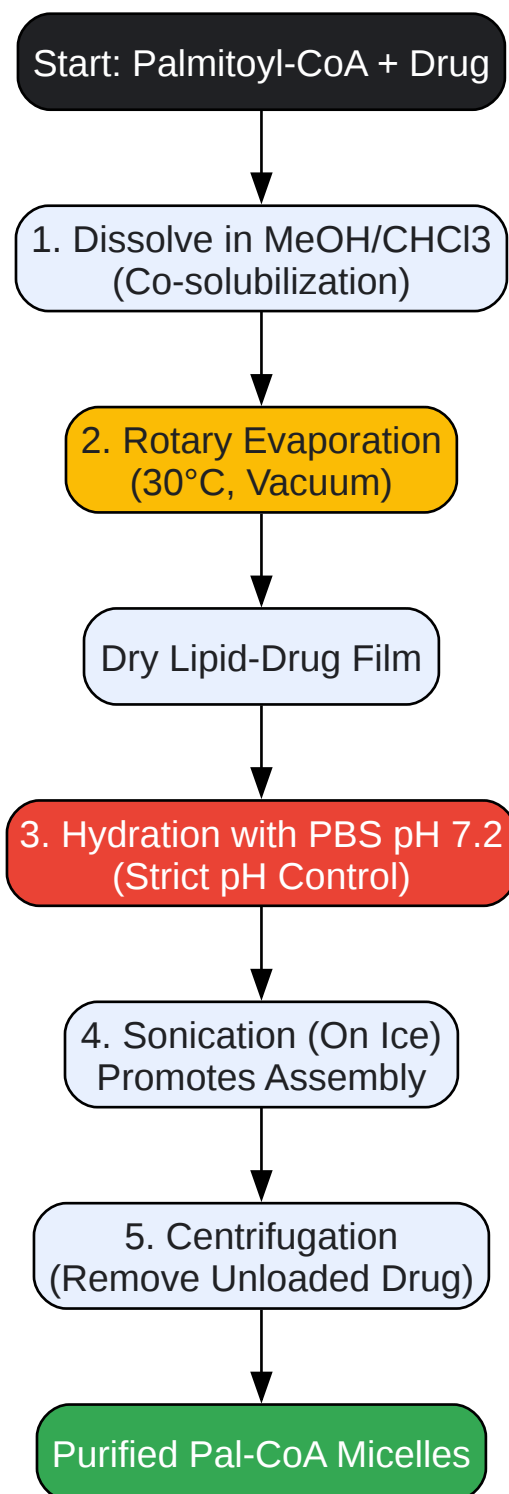 Start: Palmitoyl-CoA + Drug
1. Dissolve in MeOH/CHCl3
(Co-solubilization)
2. Rotary Evaporation
(30°C, Vacuum)
Dry Lipid-Drug Film
3. Hydration with PBS pH 7.2
(Strict pH Control)
4. Sonication (On Ice)
Promotes Assembly
5. Centrifugation
(Remove Unloaded Drug)
Purified Pal-CoA Micelles